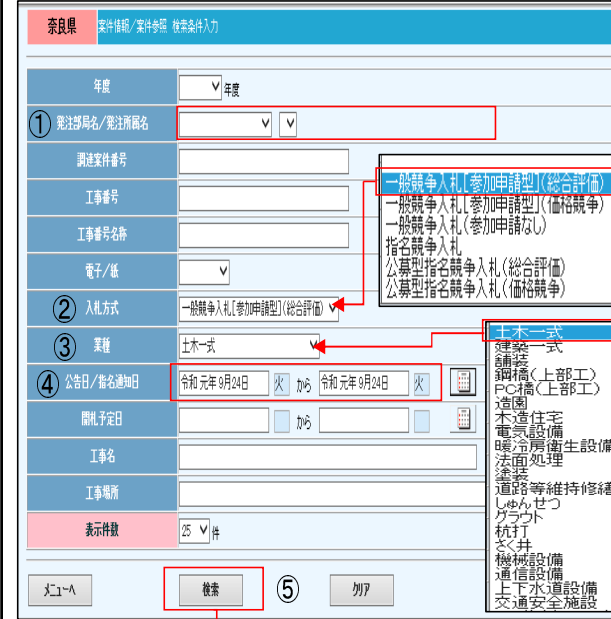 奈良県 案件情報/案件参照 検索条件入力
年度 年度
① 発注部局名/発注所属名
調達案件番号
工事番号
工事番号名称
電子/紙
② 入札方式 一般競争入札[参加申請型](総合評価)
③ 業種 土木一式
④ 公告日/指名通知日 令和 元年 9月24日 火 から 令和 元年 9月24日 火
開札予定日 から
工事名
工事場所
表示件数 25 件
メニューへ 検索 ⑤ クリア
一般競争入札[参加申請型](総合評価)
一般競争入札[参加申請型](価格競争)
一般競争入札(参加申請なし)
指名競争入札
公募型指名競争入札(総合評価)
公募型指名競争入札(価格競争)
土木一式
建築一式
舗装
鋼橋(上部工)
PC橋(上部工)
造園
木造住宅
電気設備
暖冷房衛生設備
法面処理
塗装
道路等維持修繕
しゅんせつ
グラウト
杭打
さく井
機械設備
通信設備
上下水道設備
交通安全施設